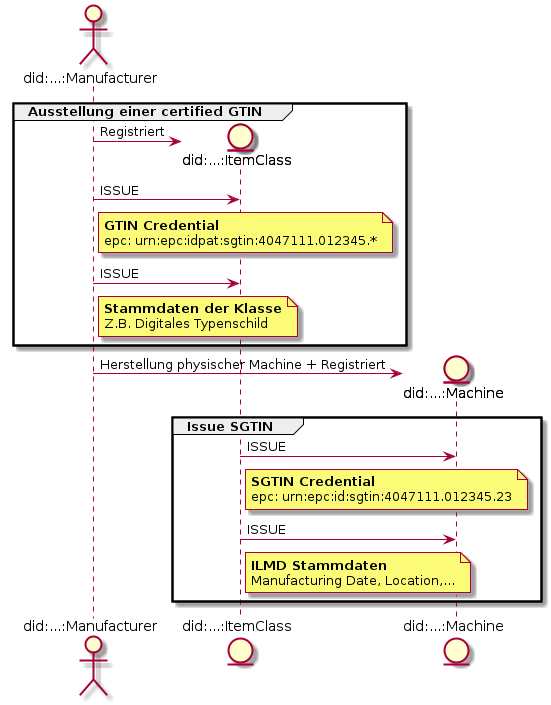 did:...:Manufacturer
Ausstellung einer certified GTIN
Registriert
did:...:ItemClass
ISSUE
GTIN Credential
epc: urn:epc:idpat:sgtin:4047111.012345.*
ISSUE
Stammdaten der Klasse
Z.B. Digitales Typenschild
Herstellung physischer Machine + Registriert
did:...:Machine
Issue SGTIN
ISSUE
SGTIN Credential
epc: urn:epc:id:sgtin:4047111.012345.23
ISSUE
ILMD Stammdaten
Manufacturing Date, Location,...
did:...:Manufacturer
did:...:ItemClass
did:...:Machine